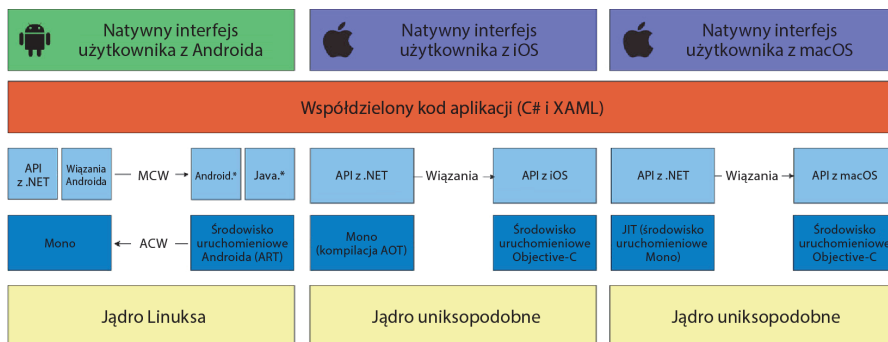 Natywny interfejs
użytkownika z Androida
Natywny interfejs
użytkownika z iOS
Natywny interfejs
użytkownika z macOS
Współdzielony kod aplikacji (C# i XAML)
API
z .NET
Wiązania
Androida
MCW
Android.*
Java.*
API z .NET
Wiązania
API z iOS
API z .NET
Wiązania
API z macOS
Mono
ACW
Środowisko
uruchomieniowe
Androida (ART)
Mono
(kompilacja AOT)
Środowisko
uruchomieniowe
Objective-C
JIT (środowisko
uruchomieniowe
Mono)
Środowisko
uruchomieniowe
Objective-C
Jądro Linuksa
Jądro uniksopodobne
Jądro uniksopodobne